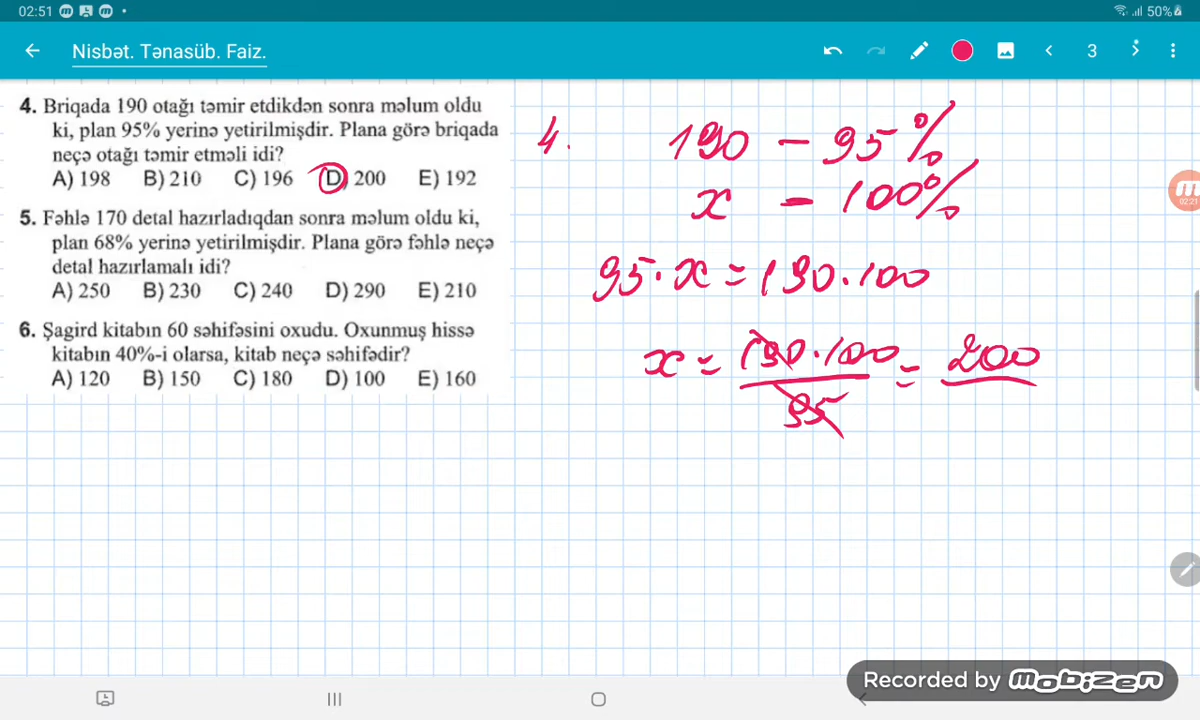 02:51
50%
Nisbət. Tənasüb. Faiz.
3
4. Briqada 190 otağı təmir etdikdən sonra məlum oldu
ki, plan 95% yerinə yetirilmişdir. Plana görə briqada
neçə otağı təmir etməli idi?
A) 198 B) 210 C) 196 D) 200 E) 192
5. Fəhlə 170 detal hazırladıqdan sonra məlum oldu ki,
plan 68% yerinə yetirilmişdir. Plana görə fəhlə neçə
detal hazırlamalı idi?
A) 250 B) 230 C) 240 D) 290 E) 210
6. Şagird kitabın 60 səhifəsini oxudu. Oxunmuş hissə
kitabın 40%-i olarsa, kitab neçə səhifədir?
A) 120 B) 150 C) 180 D) 100 E) 160
4. 190 – 95%
x – 100%
95·x=190·100
x = 190·100 / 95 = 200
02:21
Recorded by mobizen